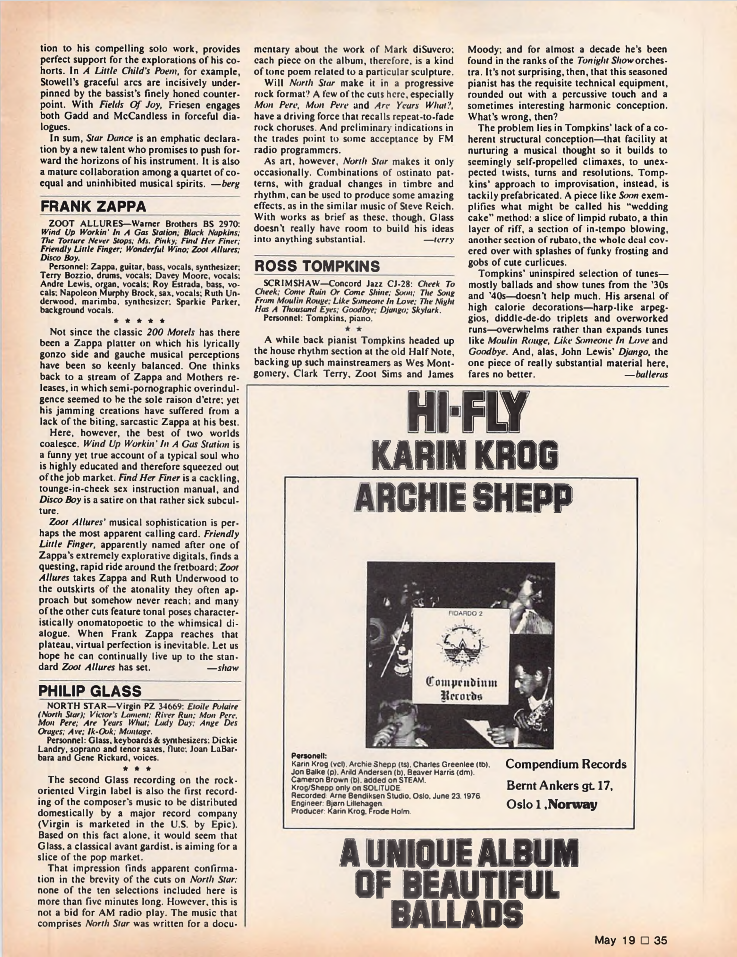 tion to his compelling solo work, provides
perfect support for the explorations of his co-
horts. In A Little Child's Poem, for example,
Stowell's graceful arcs are incisively under-
pinned by the bassist's finely honed counter-
point. With Fields Of Joy, Friesen engages
both Gadd and McCandless in forceful dia-
logues.
In sum, Star Dance is an emphatic declara-
tion by a new talent who promises to push for-
ward the horizons of his instrument. It is also
a mature collaboration among a quartet of co-
equal and uninhibited musical spirits. —berg
FRANK ZAPPA
ZOOT ALLURES—Warner Brothers BS 2970:
Wind Up Workin' In A Gas Station; Black Napkins;
The Torture Never Stops; Ms. Pinky; Find Her Finer;
Friendly Little Finger; Wonderful Wino; Zoot Allures;
Disco Boy.
Personnel: Zappa, guitar, bass, vocals, synthesizer;
Terry Bozzio, drums, vocals; Davey Moore, vocals;
Andre Lewis, organ, vocals; Roy Estrada, bass, vo-
cals; Napoleon Murphy Brock, sax, vocals; Ruth Un-
derwood, marimba, synthesizer; Sparkie Parker,
background vocals.
★ ★ ★ ★ ★
Not since the classic 200 Motels has there
been a Zappa platter on which his lyrically
gonzo side and gauche musical perceptions
have been so keenly balanced. One thinks
back to a stream of Zappa and Mothers re-
leases, in which semi-pornographic overindul-
gence seemed to be the sole raison d'etre; yet
his jamming creations have suffered from a
lack of the biting, sarcastic Zappa at his best.
Here, however, the best of two worlds
coalesce. Wind Up Workin' In A Gas Station is
a funny yet true account of a typical soul who
is highly educated and therefore squeezed out
of the job market. Find Her Finer is a cackling,
tounge-in-cheek sex instruction manual, and
Disco Boy is a satire on that rather sick subcul-
ture.
Zoot Allures' musical sophistication is per-
haps the most apparent calling card. Friendly
Little Finger, apparently named after one of
Zappa's extremely explorative digitals, finds a
questing, rapid ride around the fretboard; Zoot
Allures takes Zappa and Ruth Underwood to
the outskirts of the atonality they often ap-
proach but somehow never reach; and many
of the other cuts feature tonal poses character-
istically onomatopoetic to the whimsical di-
alogue. When Frank Zappa reaches that
plateau, virtual perfection is inevitable. Let us
hope he can continually live up to the stan-
dard Zoot Allures has set. —shaw
PHILIP GLASS
NORTH STAR—Virgin PZ 34669: Etoile Polaire
(North Star); Victor's Lament; River Run; Mon Pere,
Mon Pere; Are Years What; Lady Day; Ange Des
Orages; Ave; Ik-Ook; Montage.
Personnel: Glass, keyboards & synthesizers; Dickie
Landry, soprano and tenor saxes, flute; Joan LaBar-
bara and Gene Rickard, voices.
★ ★ ★
The second Glass recording on the rock-
oriented Virgin label is also the first record-
ing of the composer's music to be distributed
domestically by a major record company
(Virgin is marketed in the U.S. by Epic).
Based on this fact alone, it would seem that
Glass, a classical avant gardist, is aiming for a
slice of the pop market.
That impression finds apparent confirma-
tion in the brevity of the cuts on North Star:
none of the ten selections included here is
more than five minutes long. However, this is
not a bid for AM radio play. The music that
comprises North Star was written for a docu-
mentary about the work of Mark diSuvero;
each piece on the album, therefore, is a kind
of tone poem related to a particular sculpture.
Will North Star make it in a progressive
rock format? A few of the cuts here, especially
Mon Pere, Mon Pere and Are Years What?,
have a driving force that recalls repeat-to-fade
rock choruses. And preliminary indications in
the trades point to some acceptance by FM
radio programmers.
As art, however, North Star makes it only
occasionally. Combinations of ostinato pat-
terns, with gradual changes in timbre and
rhythm, can be used to produce some amazing
effects, as in the similar music of Steve Reich.
With works as brief as these, though, Glass
doesn't really have room to build his ideas
into anything substantial. —terry
ROSS TOMPKINS
SCRIMSHAW—Concord Jazz CJ-28: Cheek To
Cheek; Come Rain Or Come Shine; Soon; The Song
From Moulin Rouge; Like Someone In Love; The Night
Has A Thousand Eyes; Goodbye; Django; Skylark.
Personnel: Tompkins, piano.
★ ★
A while back pianist Tompkins headed up
the house rhythm section at the old Half Note,
backing up such mainstreamers as Wes Mont-
gomery, Clark Terry, Zoot Sims and James
Moody; and for almost a decade he's been
found in the ranks of the Tonight Show orches-
tra. It's not surprising, then, that this seasoned
pianist has the requisite technical equipment,
rounded out with a percussive touch and a
sometimes interesting harmonic conception.
What's wrong, then?
The problem lies in Tompkins' lack of a co-
herent structural conception—that facility at
nurturing a musical thought so it builds to
seemingly self-propelled climaxes, to unex-
pected twists, turns and resolutions. Tomp-
kins' approach to improvisation, instead, is
tackily prefabricated. A piece like Soon exem-
plifies what might be called his "wedding
cake" method: a slice of limpid rubato, a thin
layer of riff, a section of in-tempo blowing,
another section of rubato, the whole deal cov-
ered over with splashes of funky frosting and
gobs of cute curlicues.
Tompkins' uninspired selection of tunes—
mostly ballads and show tunes from the '30s
and '40s—doesn't help much. His arsenal of
high calorie decorations—harp-like arpeg-
gios, diddle-de-do triplets and overworked
runs—overwhelms rather than expands tunes
like Moulin Rouge, Like Someone In Love and
Goodbye. And, alas, John Lewis' Django, the
one piece of really substantial material here,
fares no better. —balleras
HI-FLY
KARIN KROG
ARCHIE SHEPP
FIDARDO 2
Compendium
Records
Personell:
Karin Krog (vcl), Archie Shepp (ts), Charles Greenlee (tb),
Jon Balke (p), Arild Andersen (b), Beaver Harris (dm).
Cameron Brown (b), added on STEAM.
Krog/Shepp only on SOLITUDE.
Recorded: Arne Bendiksen Studio, Oslo, June 23, 1976.
Engineer: Bjørn Lillehagen.
Producer: Karin Krog, Frode Holm.
Compendium Records
Bernt Ankers gt. 17,
Oslo 1, Norway
A UNIQUE ALBUM
OF BEAUTIFUL
BALLADS
May 19 □ 35